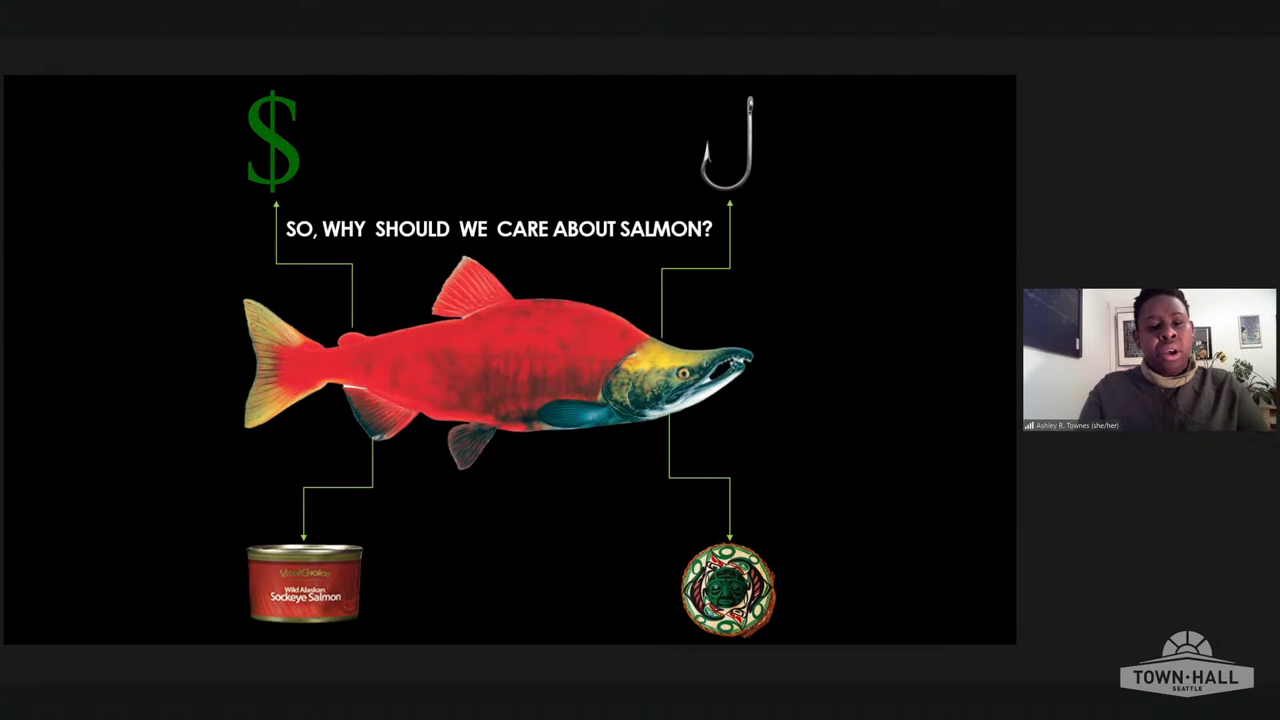 $
SO, WHY SHOULD WE CARE ABOUT SALMON?
Ashley R. Townes (she/her)
VitalChoice
Wild Alaskan
Sockeye Salmon
TOWN·HALL
SEATTLE